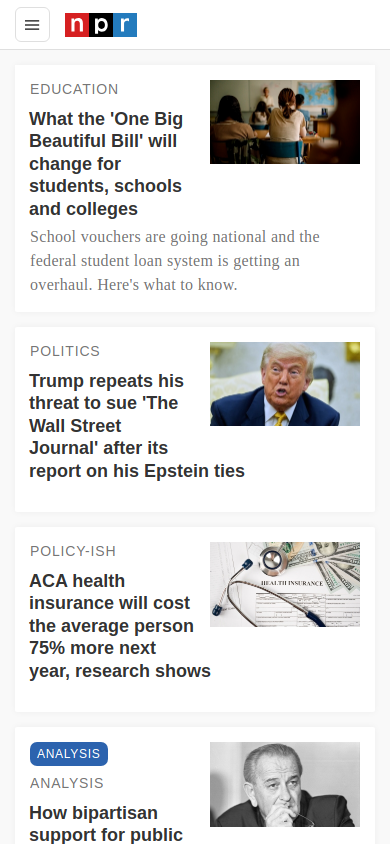 npr
EDUCATION
What the 'One Big
Beautiful Bill' will
change for
students, schools
and colleges
School vouchers are going national and the
federal student loan system is getting an
overhaul. Here's what to know.
POLITICS
Trump repeats his
threat to sue 'The
Wall Street
Journal' after its
report on his Epstein ties
POLICY-ISH
ACA health
insurance will cost
the average person
75% more next
year, research shows
HEALTH INSURANCE
ANALYSIS
ANALYSIS
How bipartisan
support for public